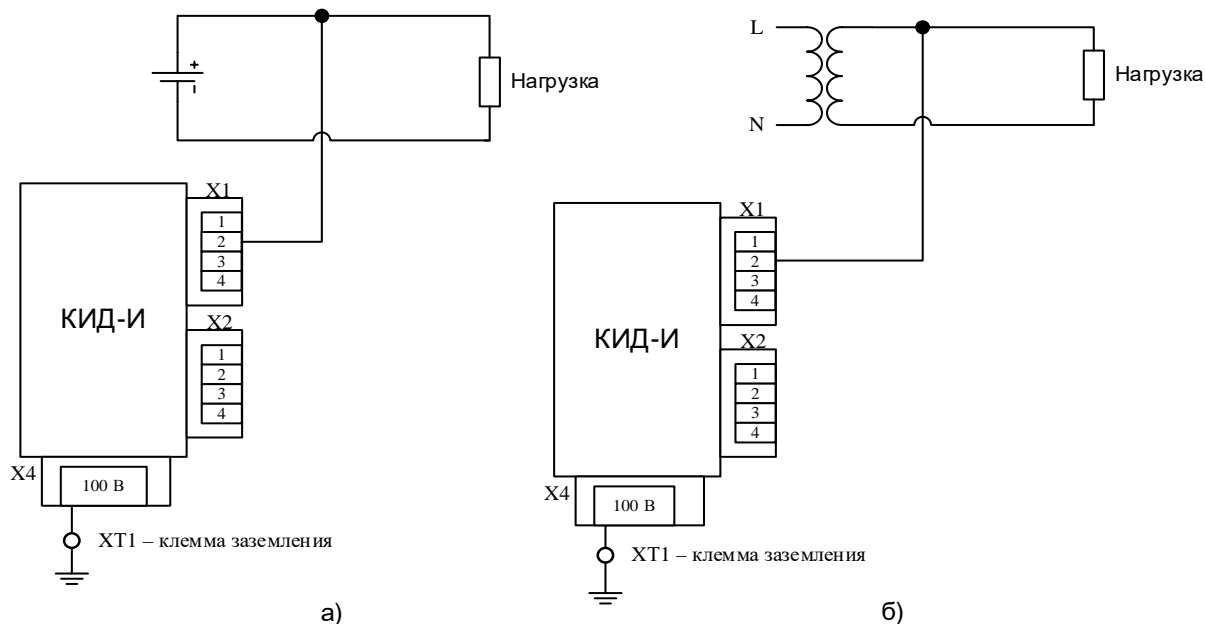 +
-
Нагрузка
X1
1
2
3
4
КИД-И
X2
1
2
3
4
X4
100 В
XT1 – клемма заземления
а)
L
N
Нагрузка
X1
1
2
3
4
КИД-И
X2
1
2
3
4
X4
100 В
XT1 – клемма заземления
б)